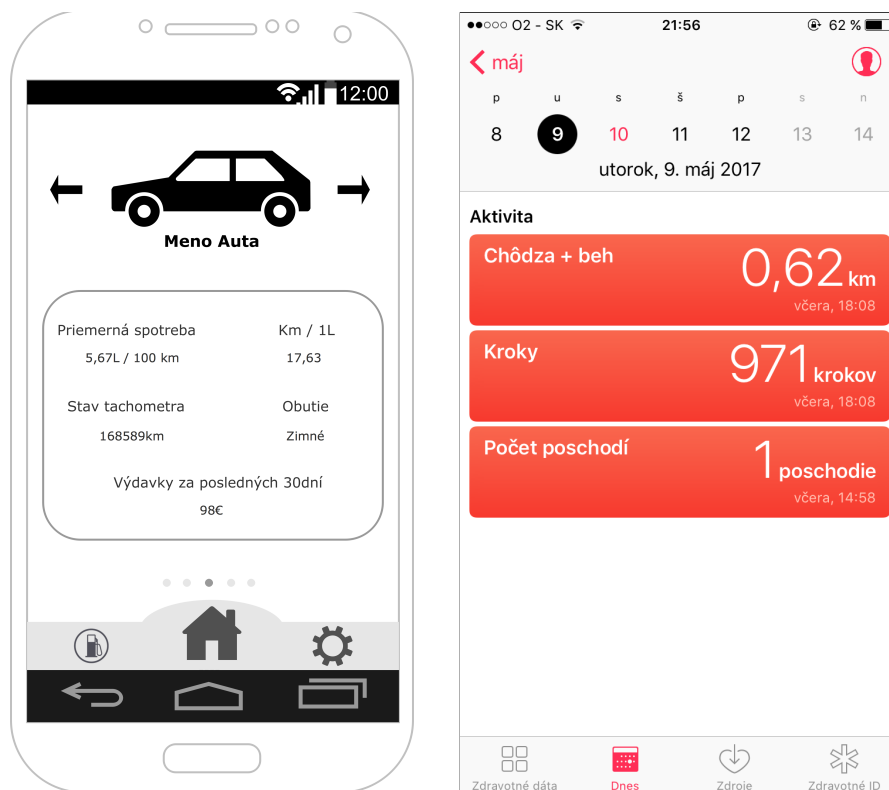 12:00
Meno Auta
Priemerná spotreba
Km / 1L
5,67L / 100 km
17,63
Stav tachometra
Obutie
168589km
Zimné
Výdavky za posledných 30dní
98€
O2 - SK
21:56
62 %
máj
p u s š p s n
8 9 10 11 12 13 14
utorok, 9. máj 2017
Aktivita
Chôdza + beh
0,62 km
včera, 18:08
Kroky
971 krokov
včera, 18:08
Počet poschodí
1 poschodie
včera, 14:58
Zdravotné dáta
Dnes
Zdroje
Zdravotné ID